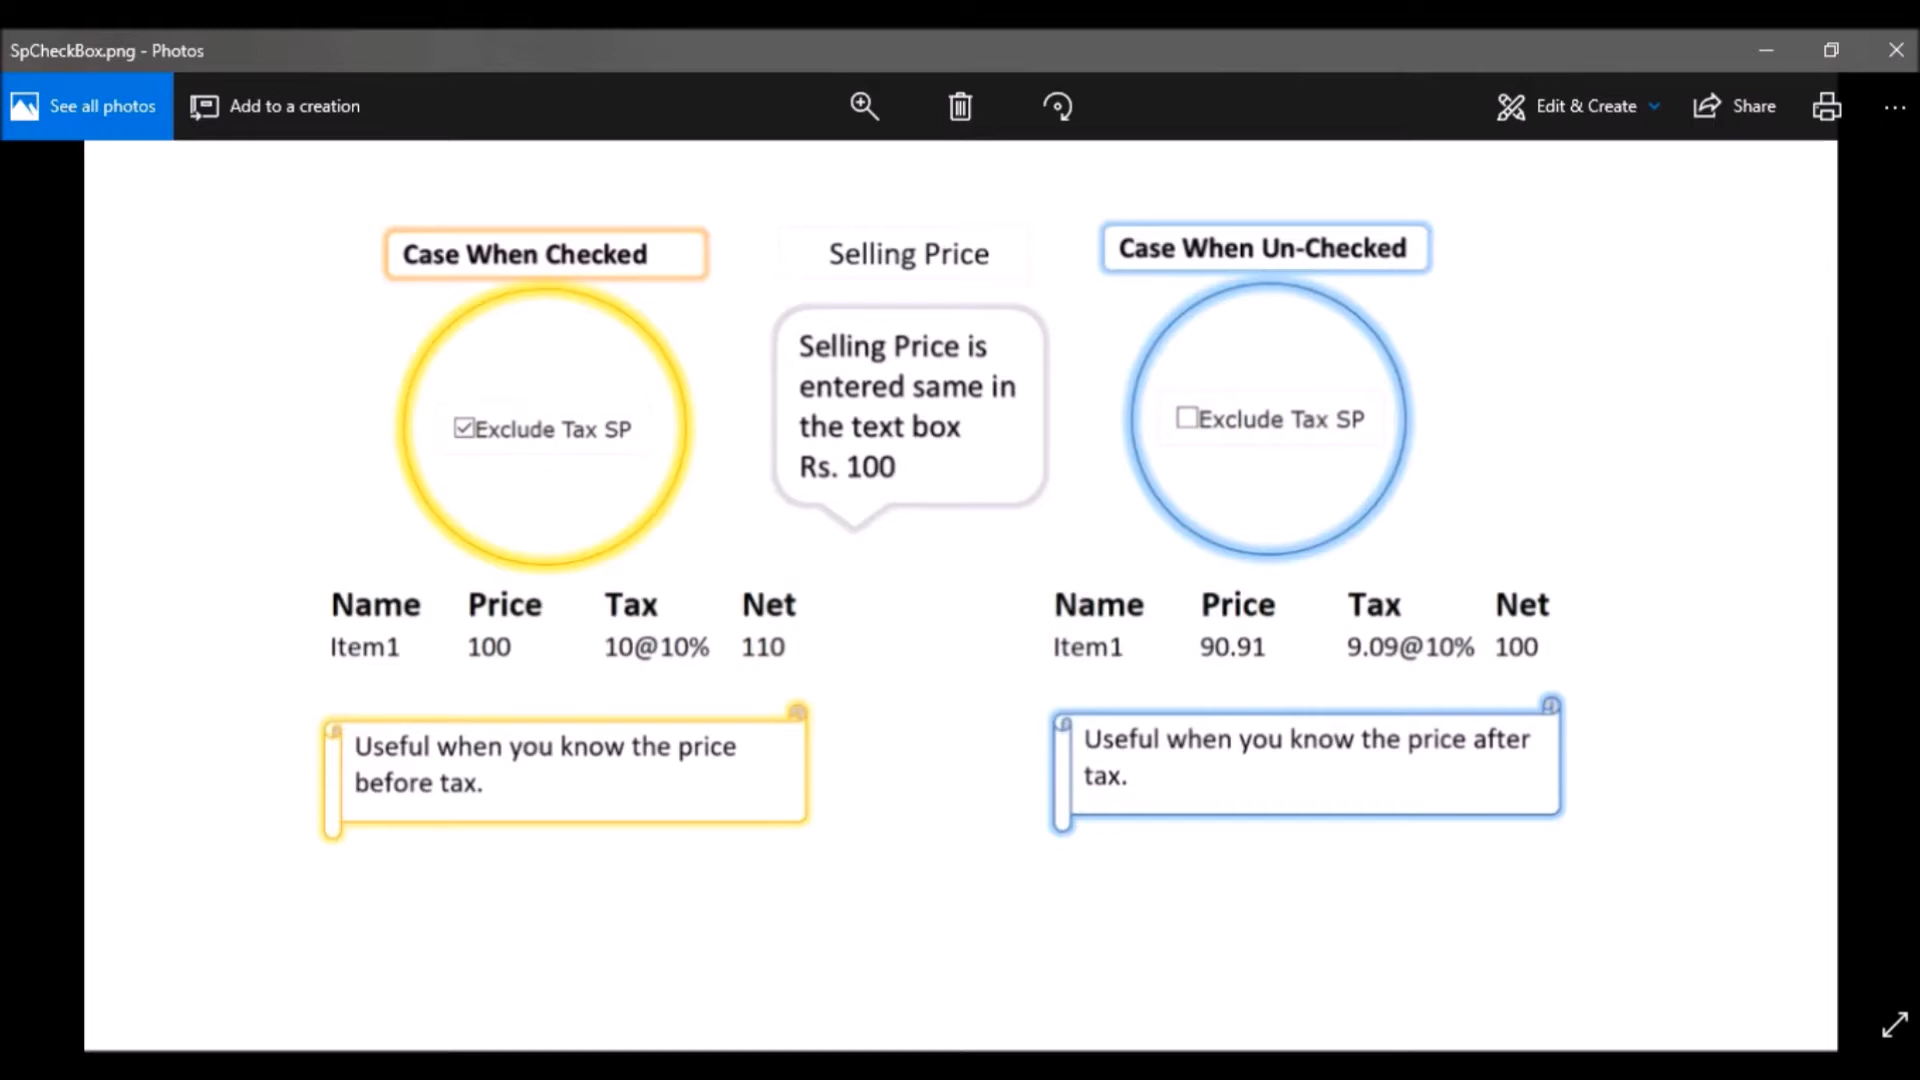 SpCheckBox.png - Photos
See all photos
Add to a creation
Edit & Create
Share
Case When Checked
Selling Price
Case When Un-Checked
Exclude Tax SP
Selling Price is
entered same in
the text box
Rs. 100
Exclude Tax SP
Name Price Tax Net
Item1 100 10@10% 110
Name Price Tax Net
Item1 90.91 9.09@10% 100
Useful when you know the price
before tax.
Useful when you know the price after
tax.